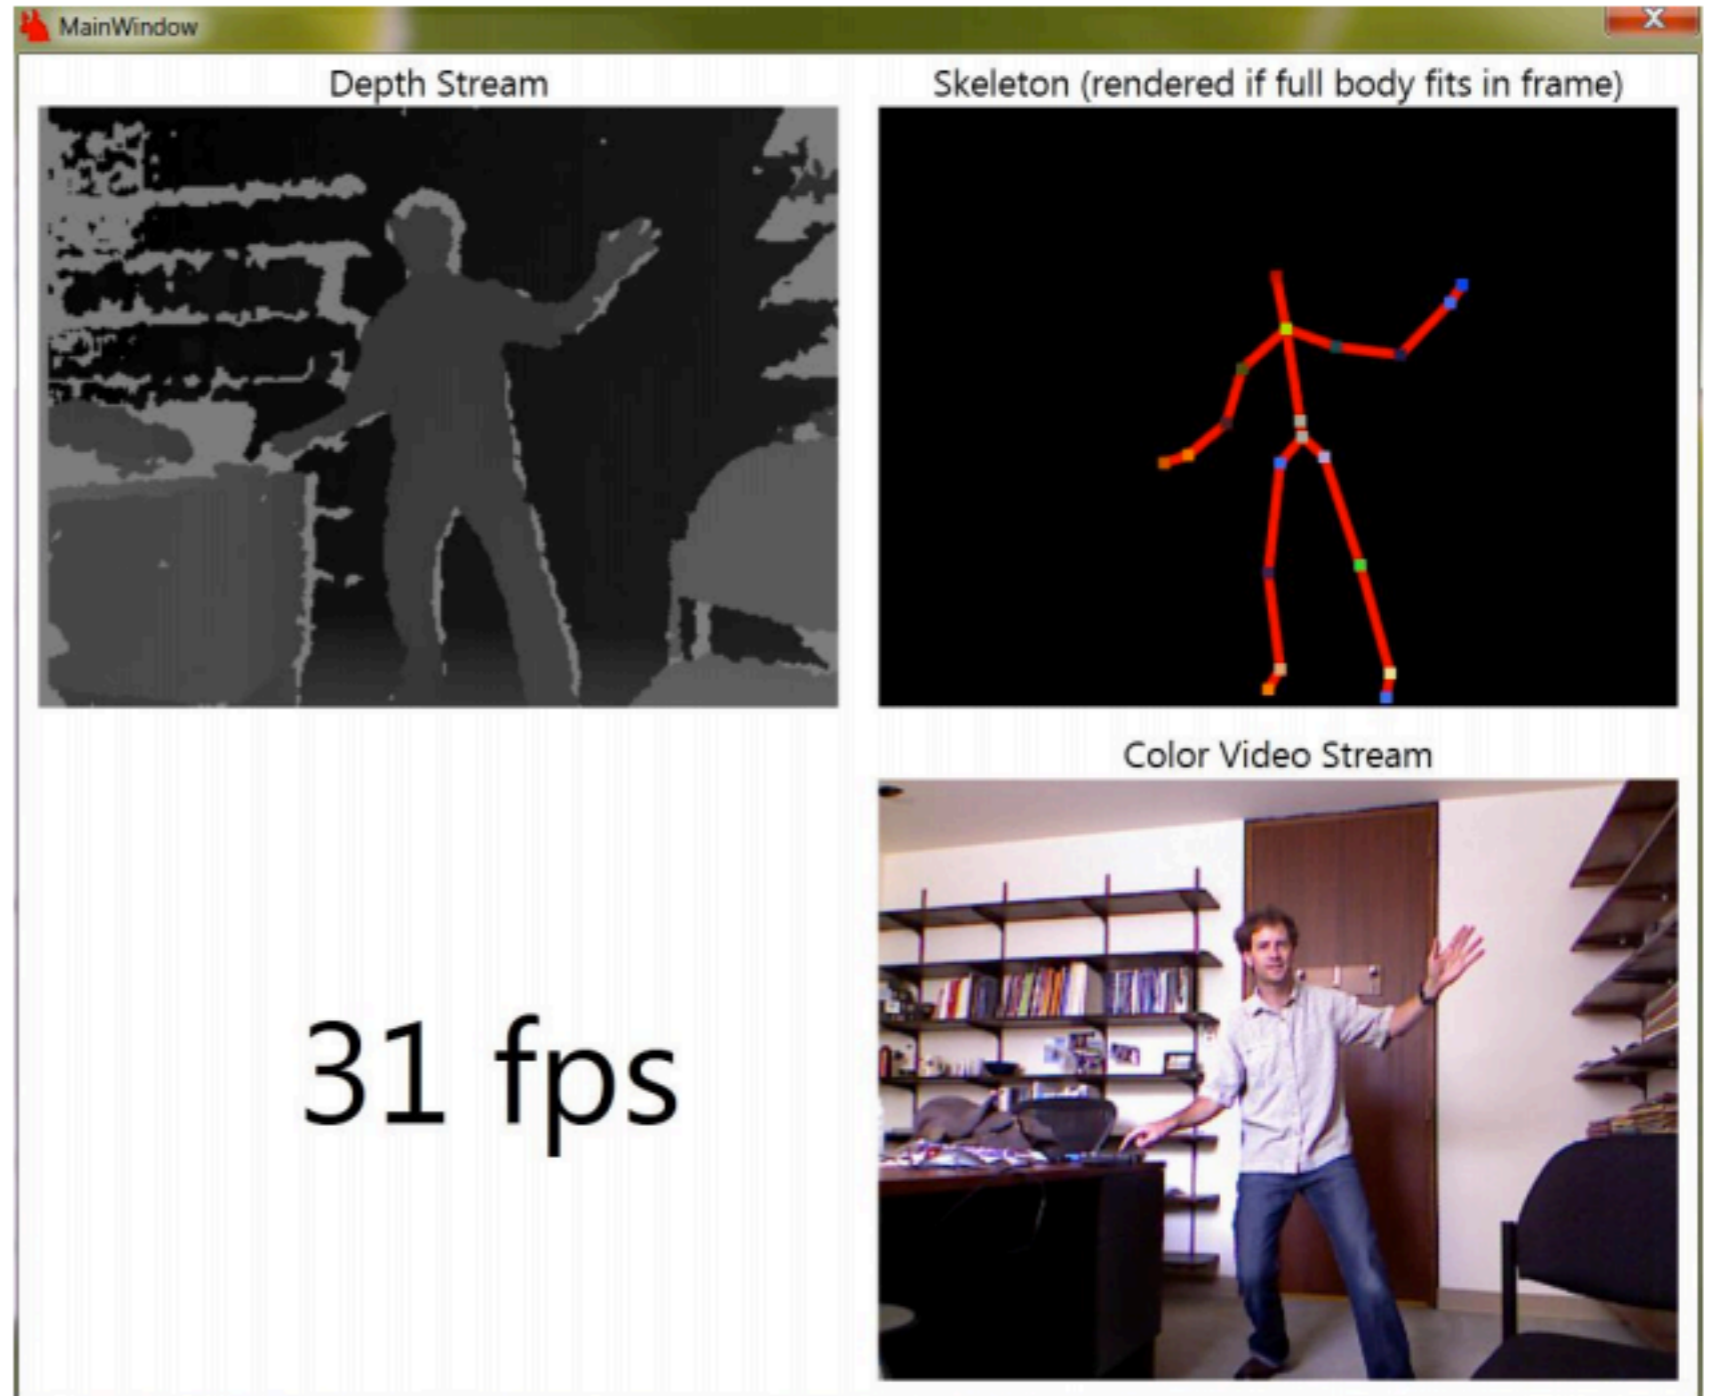 MainWindow
Depth Stream
Skeleton (rendered if full body fits in frame)
Color Video Stream
31 fps